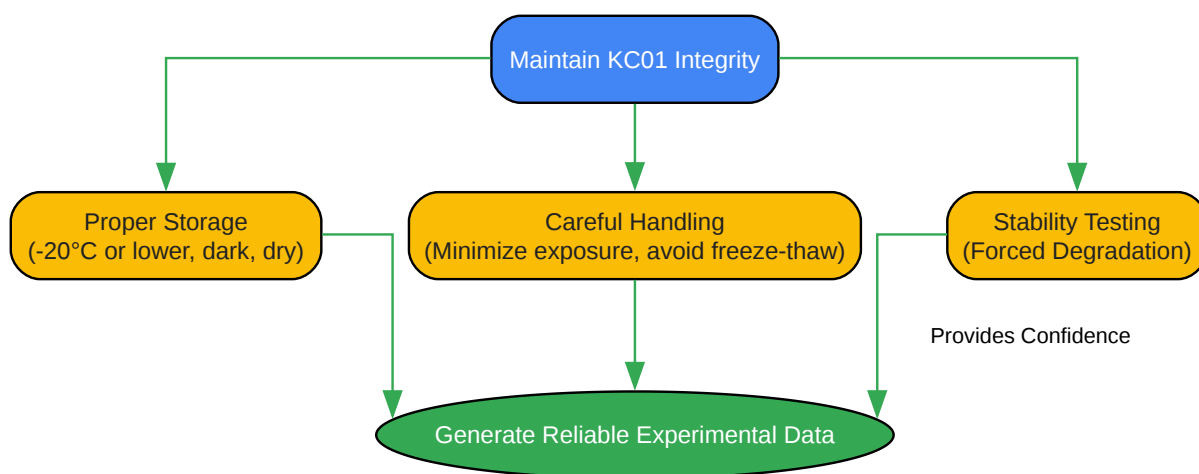 Maintain KC01 Integrity
Proper Storage
(-20°C or lower, dark, dry)
Careful Handling
(Minimize exposure, avoid freeze-thaw)
Stability Testing
(Forced Degradation)
Provides Confidence
Generate Reliable Experimental Data